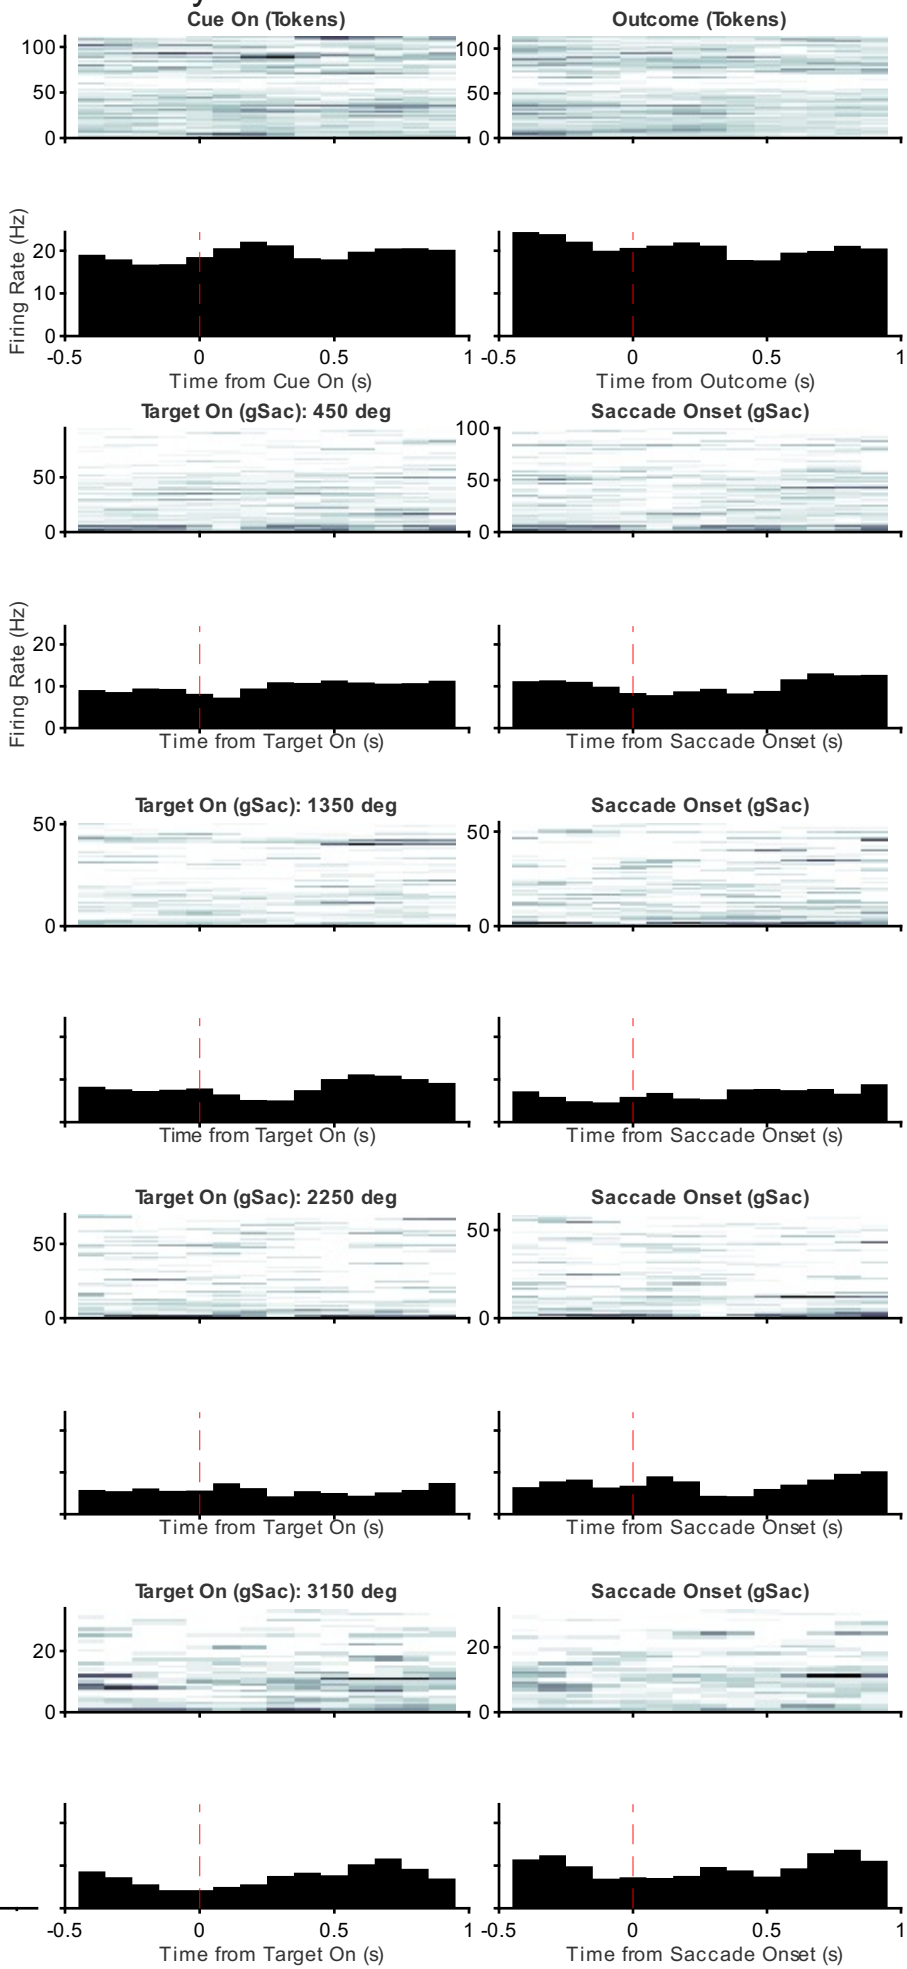 y
Cue On (Tokens) Outcome (Tokens)
100 100
50 50
0 0
Firing Rate (Hz)
20
10
0
-0.5 0 0.5 1 -0.5 0 0.5 1
Time from Cue On (s) Time from Outcome (s)
Target On (gSac): 450 deg Saccade Onset (gSac)
100
50 50
0 0
Firing Rate (Hz)
20
10
0
Time from Target On (s) Time from Saccade Onset (s)
Target On (gSac): 1350 deg Saccade Onset (gSac)
50 50
0 0
Time from Target On (s) Time from Saccade Onset (s)
Target On (gSac): 2250 deg Saccade Onset (gSac)
50 50
0 0
Time from Target On (s) Time from Saccade Onset (s)
Target On (gSac): 3150 deg Saccade Onset (gSac)
20 20
0 0
-0.5 0 0.5 1 -0.5 0 0.5 1
Time from Target On (s) Time from Saccade Onset (s)